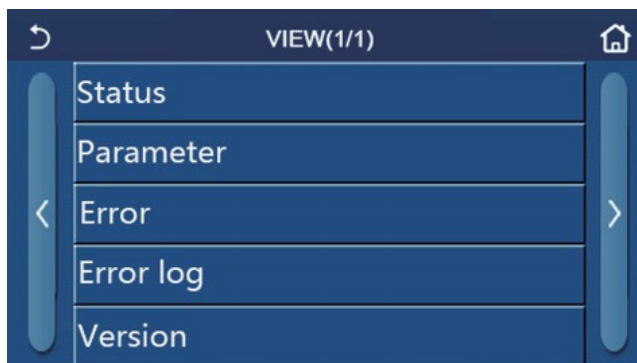 VIEW(1/1)
Status
Parameter
Error
Error log
Version